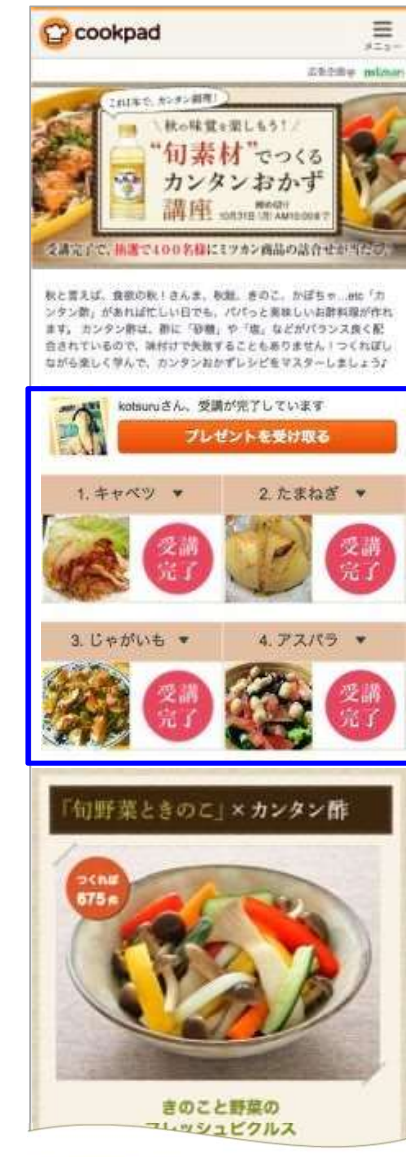 cookpad
メニュー
広告企画 mizkan
これ1本で、カンタン調理!
秋の味覚を楽しもう!
“旬素材”でつくる
カンタンおかず
講座 締め切り
10月31日(月) AM10:00まで
受講完了で、抽選で400名様にミツカン商品の詰合せが当たる♪
秋と言えば、食欲の秋!さんま、秋鮭、きのこ、かぼちゃ...etc「カ
ンタン酢」があれば忙しい日でも、パパっと美味しいお酢料理が作れ
ます。 カンタン酢は、酢に「砂糖」や「塩」などがバランス良く配
合されているので、味付けで失敗することもありません!つくれぽし
ながら楽しく学んで、カンタンおかずレシピをマスターしましょう♪
kotsuruさん、受講が完了しています
プレゼントを受け取る
1. キャベツ ▼ 2. たまねぎ ▼
受講 受講
完了 完了
3. じゃがいも ▼ 4. アスパラ ▼
受講 受講
完了 完了
「旬野菜ときのこ」×カンタン酢
つくれぽ
675件
きのこと野菜の
フレッシュピクルス